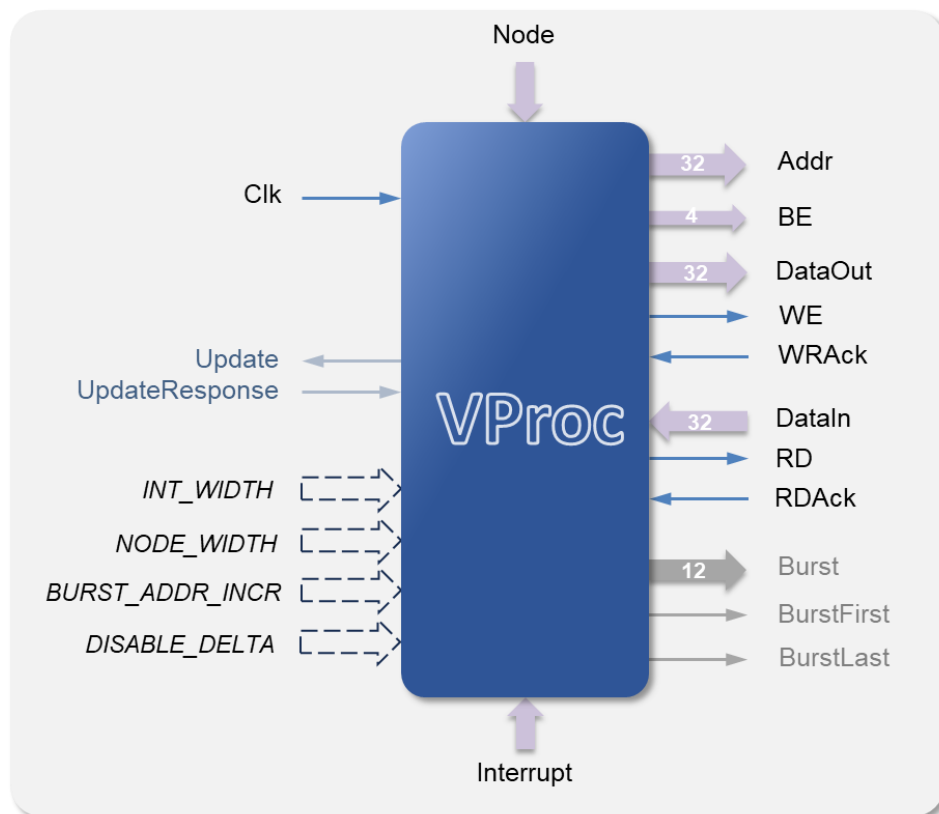 Node
Clk
Update
UpdateResponse
INT_WIDTH
NODE_WIDTH
BURST_ADDR_INCR
DISABLE_DELTA
VProc
32 Addr
4 BE
32 DataOut
WE
WRAck
32 DataIn
RD
RDAck
12 Burst
BurstFirst
BurstLast
Interrupt